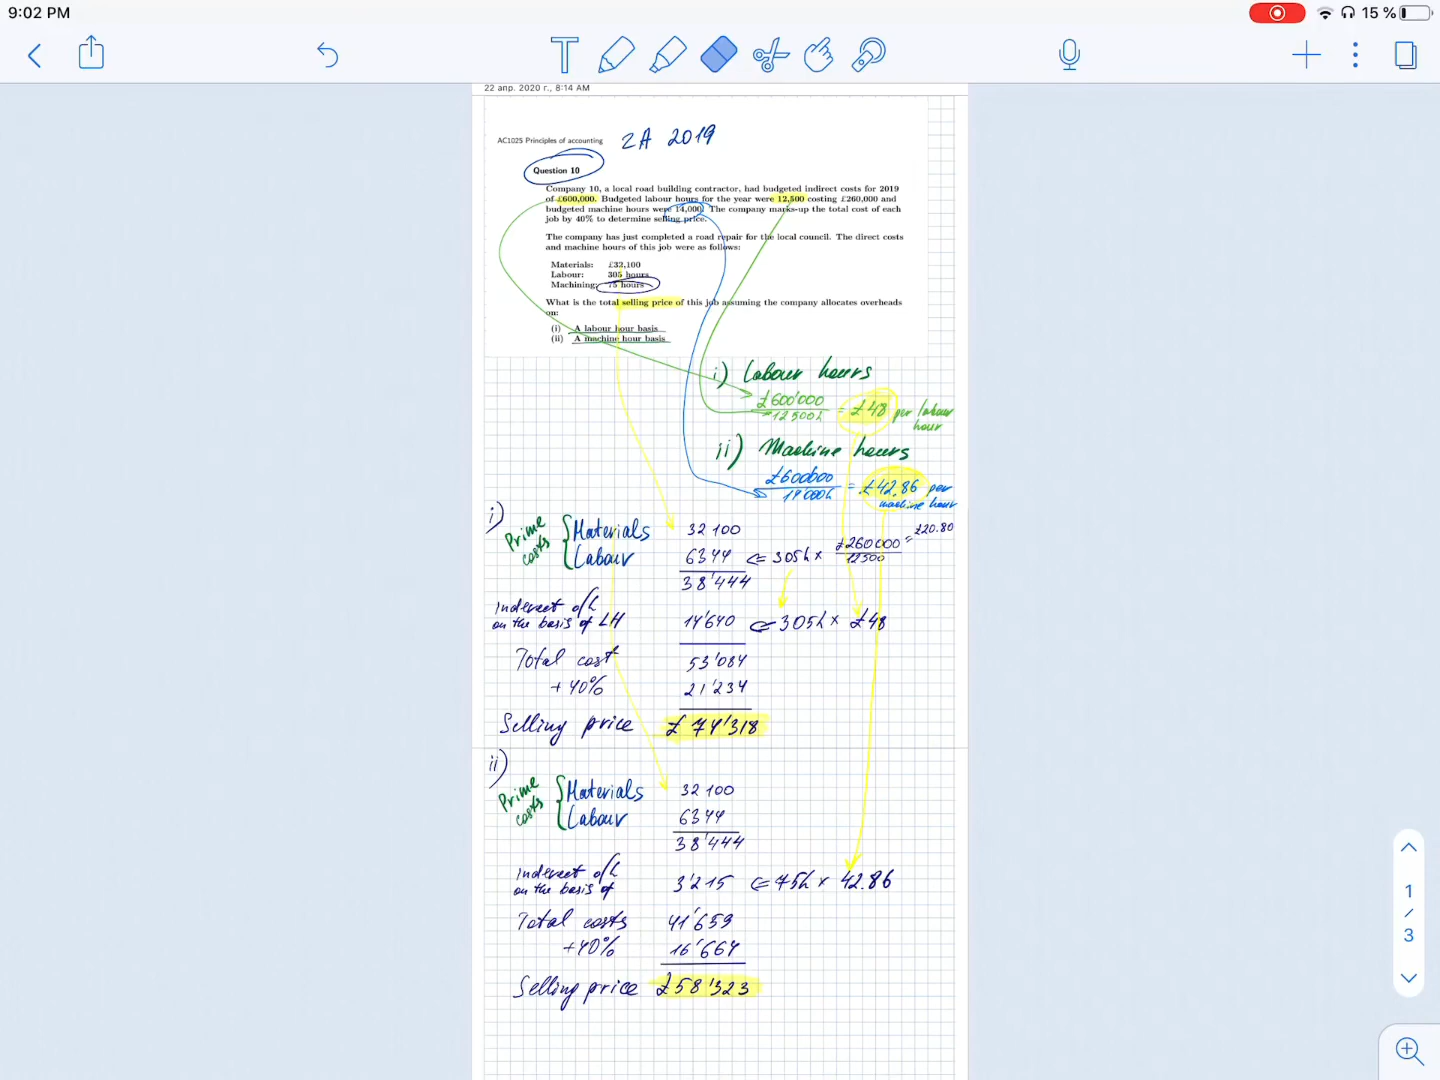 9:02 PM
15 %
22 апр. 2020 г., 8:14 AM
AC1025 Principles of accounting
ZA 2019
Question 10
Company 10, a local road building contractor, had budgeted indirect costs for 2019
of £600,000. Budgeted labour hours for the year were 12,500 costing £260,000 and
budgeted machine hours were 14,000. The company marks-up the total cost of each
job by 40% to determine selling price.
The company has just completed a road repair for the local council. The direct costs
and machine hours of this job were as follows:
Materials: £32,100
Labour: 305 hours
Machining: 75 hours
What is the total selling price of this job assuming the company allocates overheads
on:
(i) A labour hour basis
(ii) A machine hour basis
i) Labour hours
£600'000
12 500h
= £48 per labour
hour
ii) Machine hours
£600000
14'000h
= £42.86 per
machine hour
i)
Prime costs { Materials 32 100
Labour 6344 <= 305h × £260 000 / 12500 = £20.80
38'444
Indereect o/h
on the basis of LH 14'640 <= 305h × £48
Total cost 53'084
+40% 21'234
Selling price £74'318
ii)
Prime costs { Materials 32 100
Labour 6344
38'444
Indereect o/h
on the basis of 3'215 <= 75h × 42.86
Total costs 41'659
+40% 16'664
Selling price £58'323
1
/
3